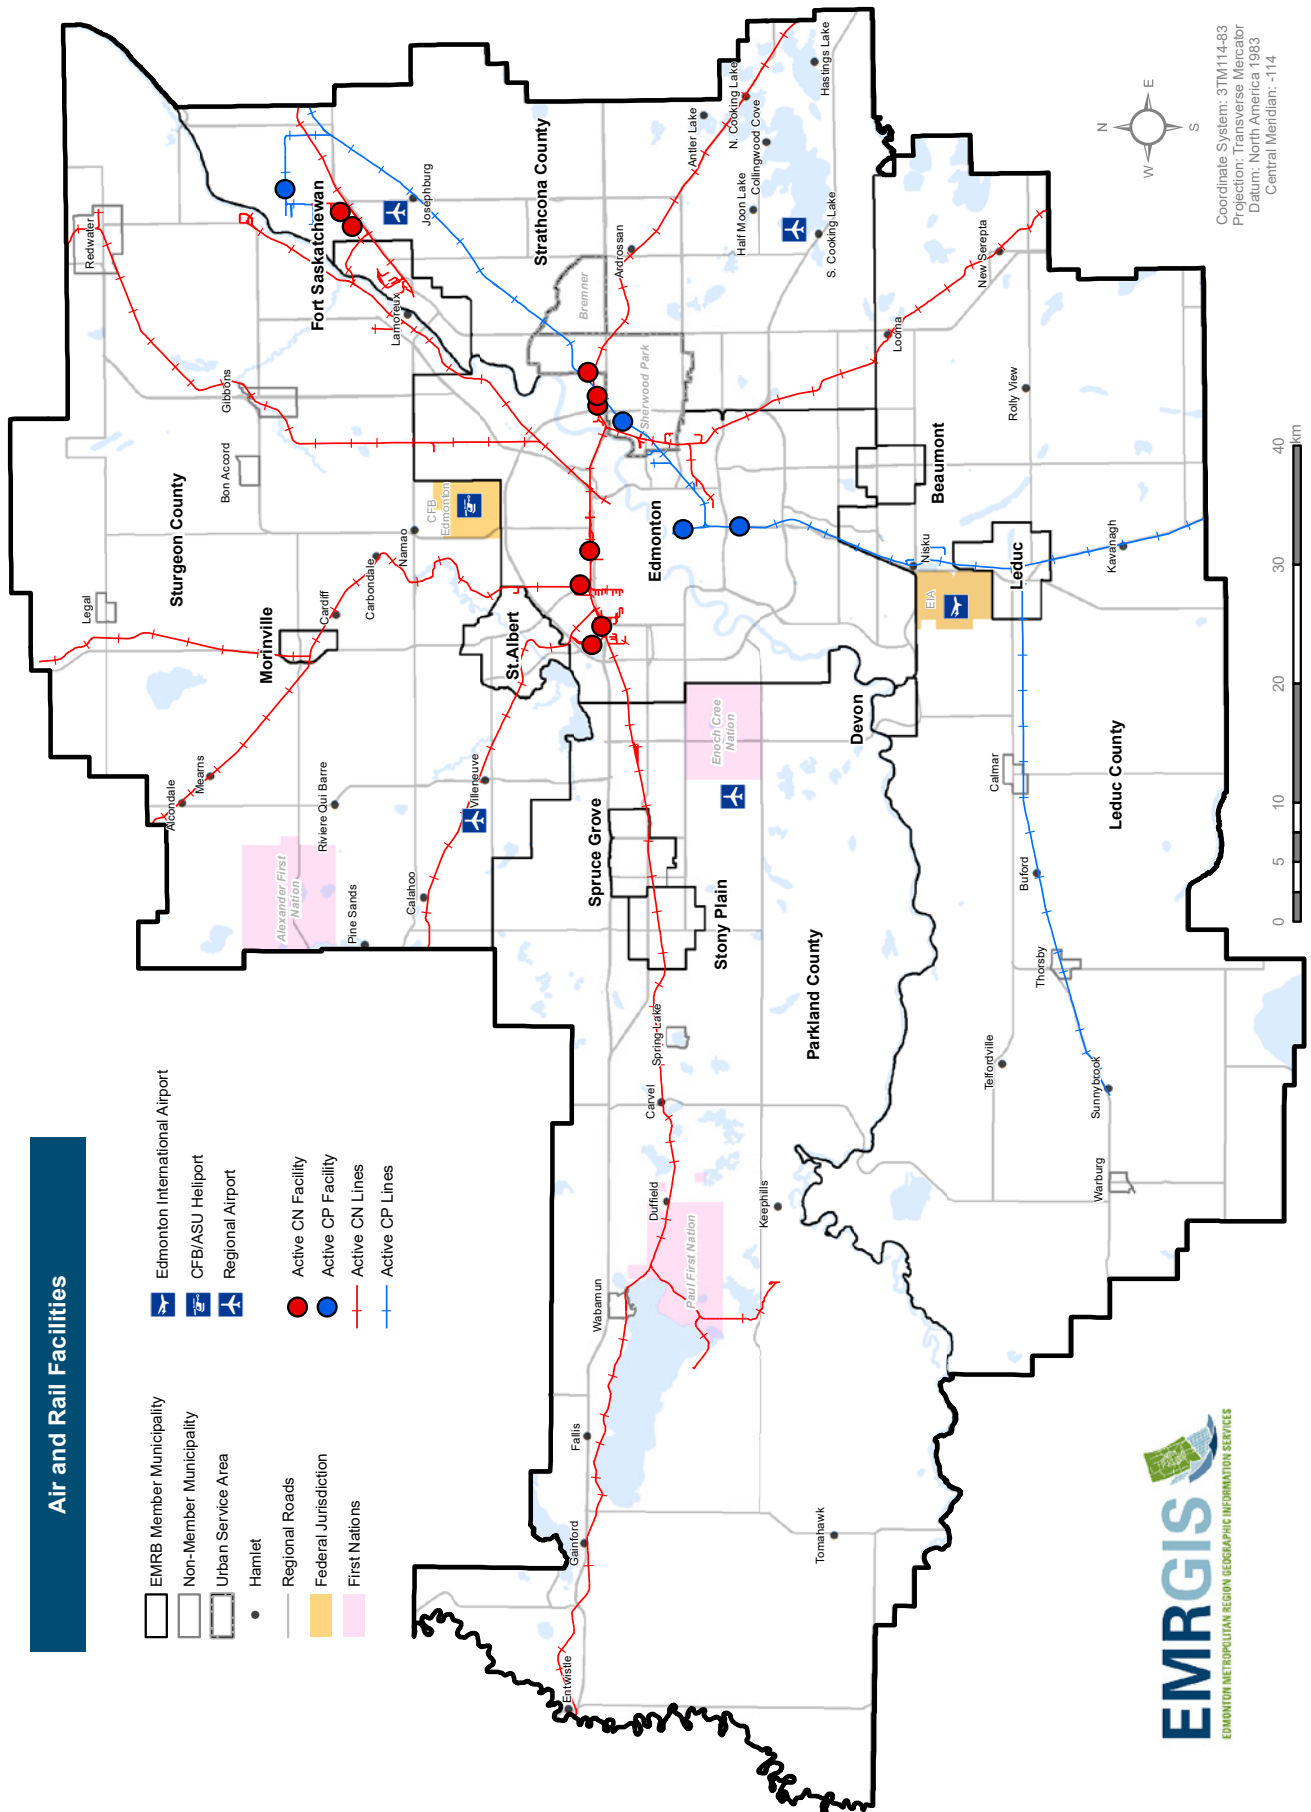 Air and Rail Facilities
EMRB Member Municipality
Non-Member Municipality
Urban Service Area
Hamlet
Regional Roads
Federal Jurisdiction
First Nations
Edmonton International Airport
CFB/ASU Heliport
Regional Airport
Active CN Facility
Active CP Facility
Active CN Lines
Active CP Lines
Redwater
Legal
Sturgeon County
Bon Accord
Gibbons
Morinville
Cardiff
Carbondale
Namao
CFB
Edmonton
Alcomdale
Mearns
Riviere Qui Barre
Alexander First
Nation
Pine Sands
Calahoo
Villeneuve
St.Albert
Fort Saskatchewan
Lamoreux
Josephburg
Strathcona County
Bremner
Ardrossan
Sherwood Park
Antler Lake
N. Cooking Lake
Collingwood Cove
Half Moon Lake
Hastings Lake
S. Cooking Lake
Edmonton
Enoch Cree
Nation
Spruce Grove
Stony Plain
Spring Lake
Carvel
Duffield
Wabamun
Paul First Nation
Keephills
Fallis
Gainford
Entwistle
Tomahawk
Parkland County
Devon
Beaumont
Looma
New Serepta
Rolly View
Nisku
EIA
Leduc
Kavanagh
Calmar
Leduc County
Buford
Thorsby
Telfordville
Sunnybrook
Warburg
N
W
E
S
Coordinate System: 3TM114-83
Projection: Transverse Mercator
Datum: North America 1983
Central Meridian: -114
0
5
10
20
30
40
km
EMRGIS
EDMONTON METROPOLITAN REGION GEOGRAPHIC INFORMATION SERVICES